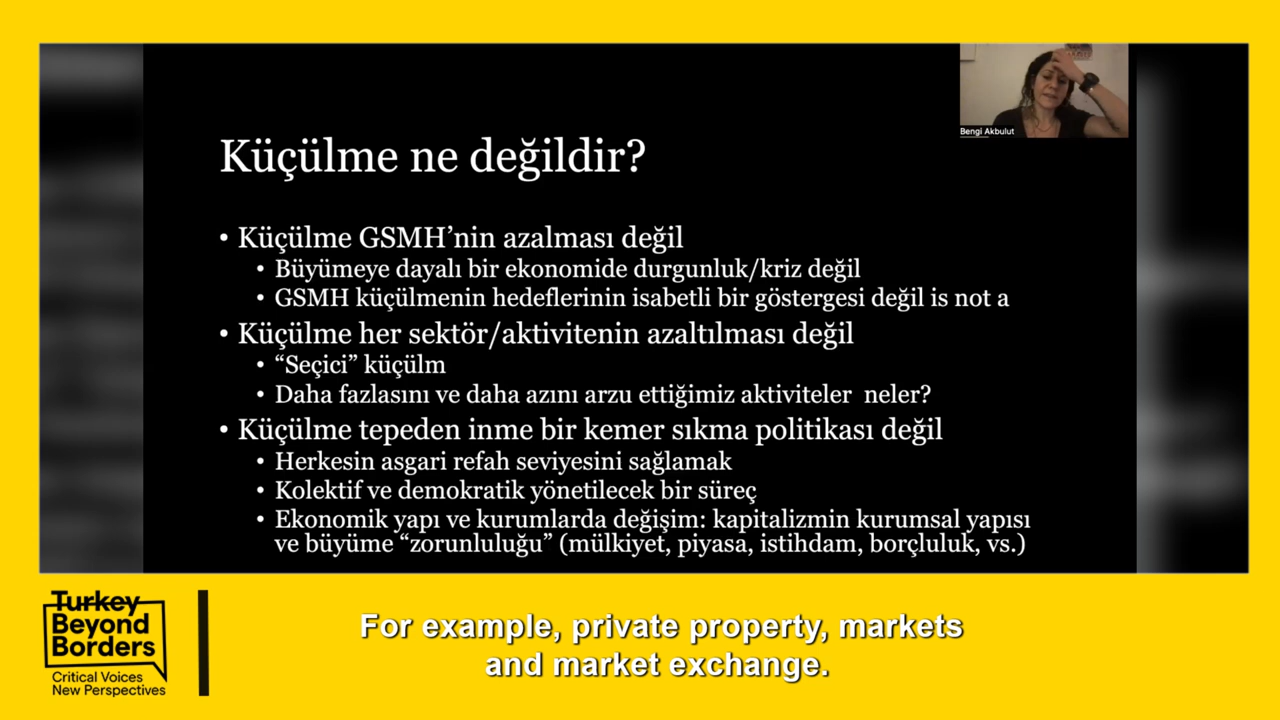 Bengi Akbulut
Küçülme ne değildir?
• Küçülme GSMH’nin azalması değil
• Büyümeye dayalı bir ekonomide durgunluk/kriz değil
• GSMH küçülmenin hedeflerinin isabetli bir göstergesi değil is not a
• Küçülme her sektör/aktivitenin azaltılması değil
• “Seçici” küçülm
• Daha fazlasını ve daha azını arzu ettiğimiz aktiviteler neler?
• Küçülme tepeden inme bir kemer sıkma politikası değil
• Herkesin asgari refah seviyesini sağlamak
• Kolektif ve demokratik yönetilecek bir süreç
• Ekonomik yapı ve kurumlarda değişim: kapitalizmin kurumsal yapısı
ve büyüme “zorunluluğu” (mülkiyet, piyasa, istihdam, borçluluk, vs.)
Turkey
Beyond
Borders
Critical Voices
New Perspectives
For example, private property, markets
and market exchange.